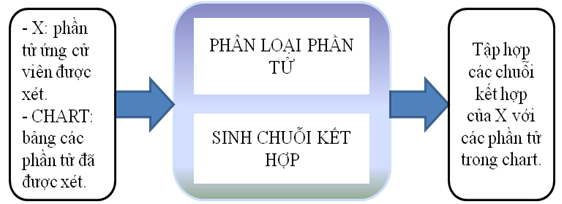 - X: phần
tử ứng cử
viên được
xét.
- CHART:
bảng các
phần tử đã
được xét.
PHÂN LOẠI PHẦN
TỬ
SINH CHUỖI KẾT
HỢP
Tập hợp
các chuỗi
kết hợp
của X với
các phần tử
trong chart.